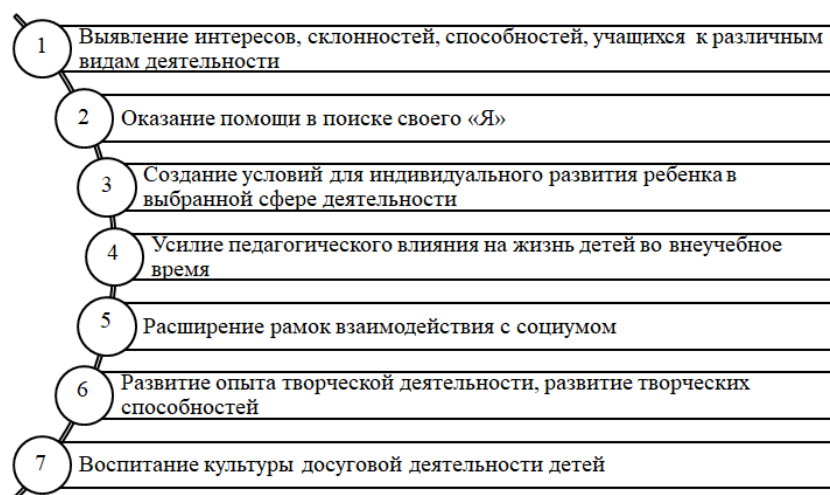 1
Выявление интересов, склонностей, способностей, учащихся к различным
видам деятельности
2
Оказание помощи в поиске своего «Я»
3
Создание условий для индивидуального развития ребенка в
выбранной сфере деятельности
4
Усилие педагогического влияния на жизнь детей во внеучебное
время
5
Расширение рамок взаимодействия с социумом
6
Развитие опыта творческой деятельности, развитие творческих
способностей
7
Воспитание культуры досуговой деятельности детей